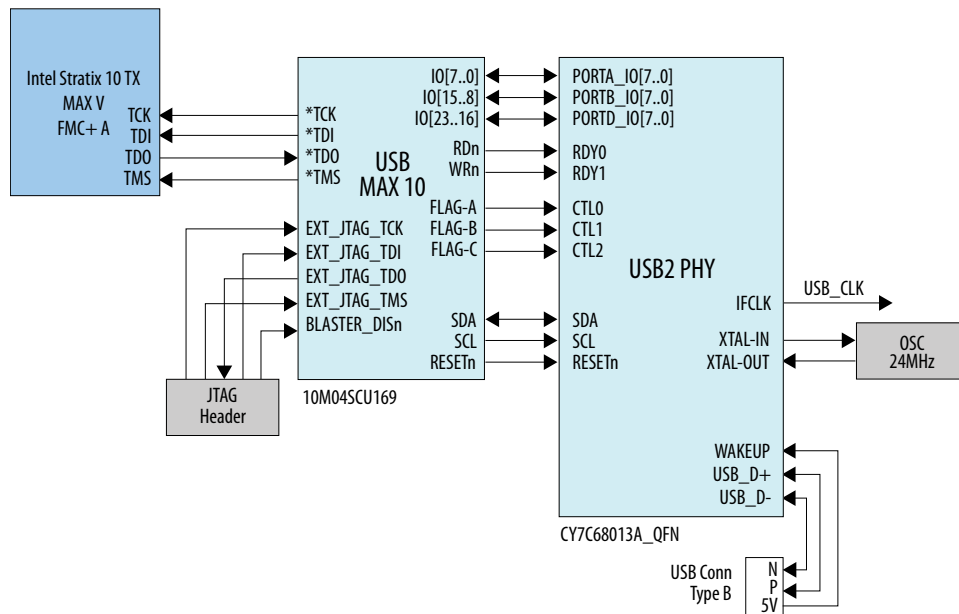 Intel Stratix 10 TX
MAX V
FMC+ A
TCK
TDI
TDO
TMS
*TCK
*TDI
*TDO
*TMS
USB
MAX 10
IO[7..0]
IO[15..8]
IO[23..16]
RDn
WRn
FLAG-A
FLAG-B
FLAG-C
SDA
SCL
RESETn
EXT_JTAG_TCK
EXT_JTAG_TDI
EXT_JTAG_TDO
EXT_JTAG_TMS
BLASTER_DISn
10M04SCU169
JTAG
Header
PORTA_IO[7..0]
PORTB_IO[7..0]
PORTD_IO[7..0]
RDY0
RDY1
CTL0
CTL1
CTL2
USB2 PHY
SDA
SCL
RESETn
IFCLK
USB_CLK
XTAL-IN
XTAL-OUT
OSC
24MHz
WAKEUP
USB_D+
USB_D-
CY7C68013A_QFN
USB Conn
Type B
N
P
5V